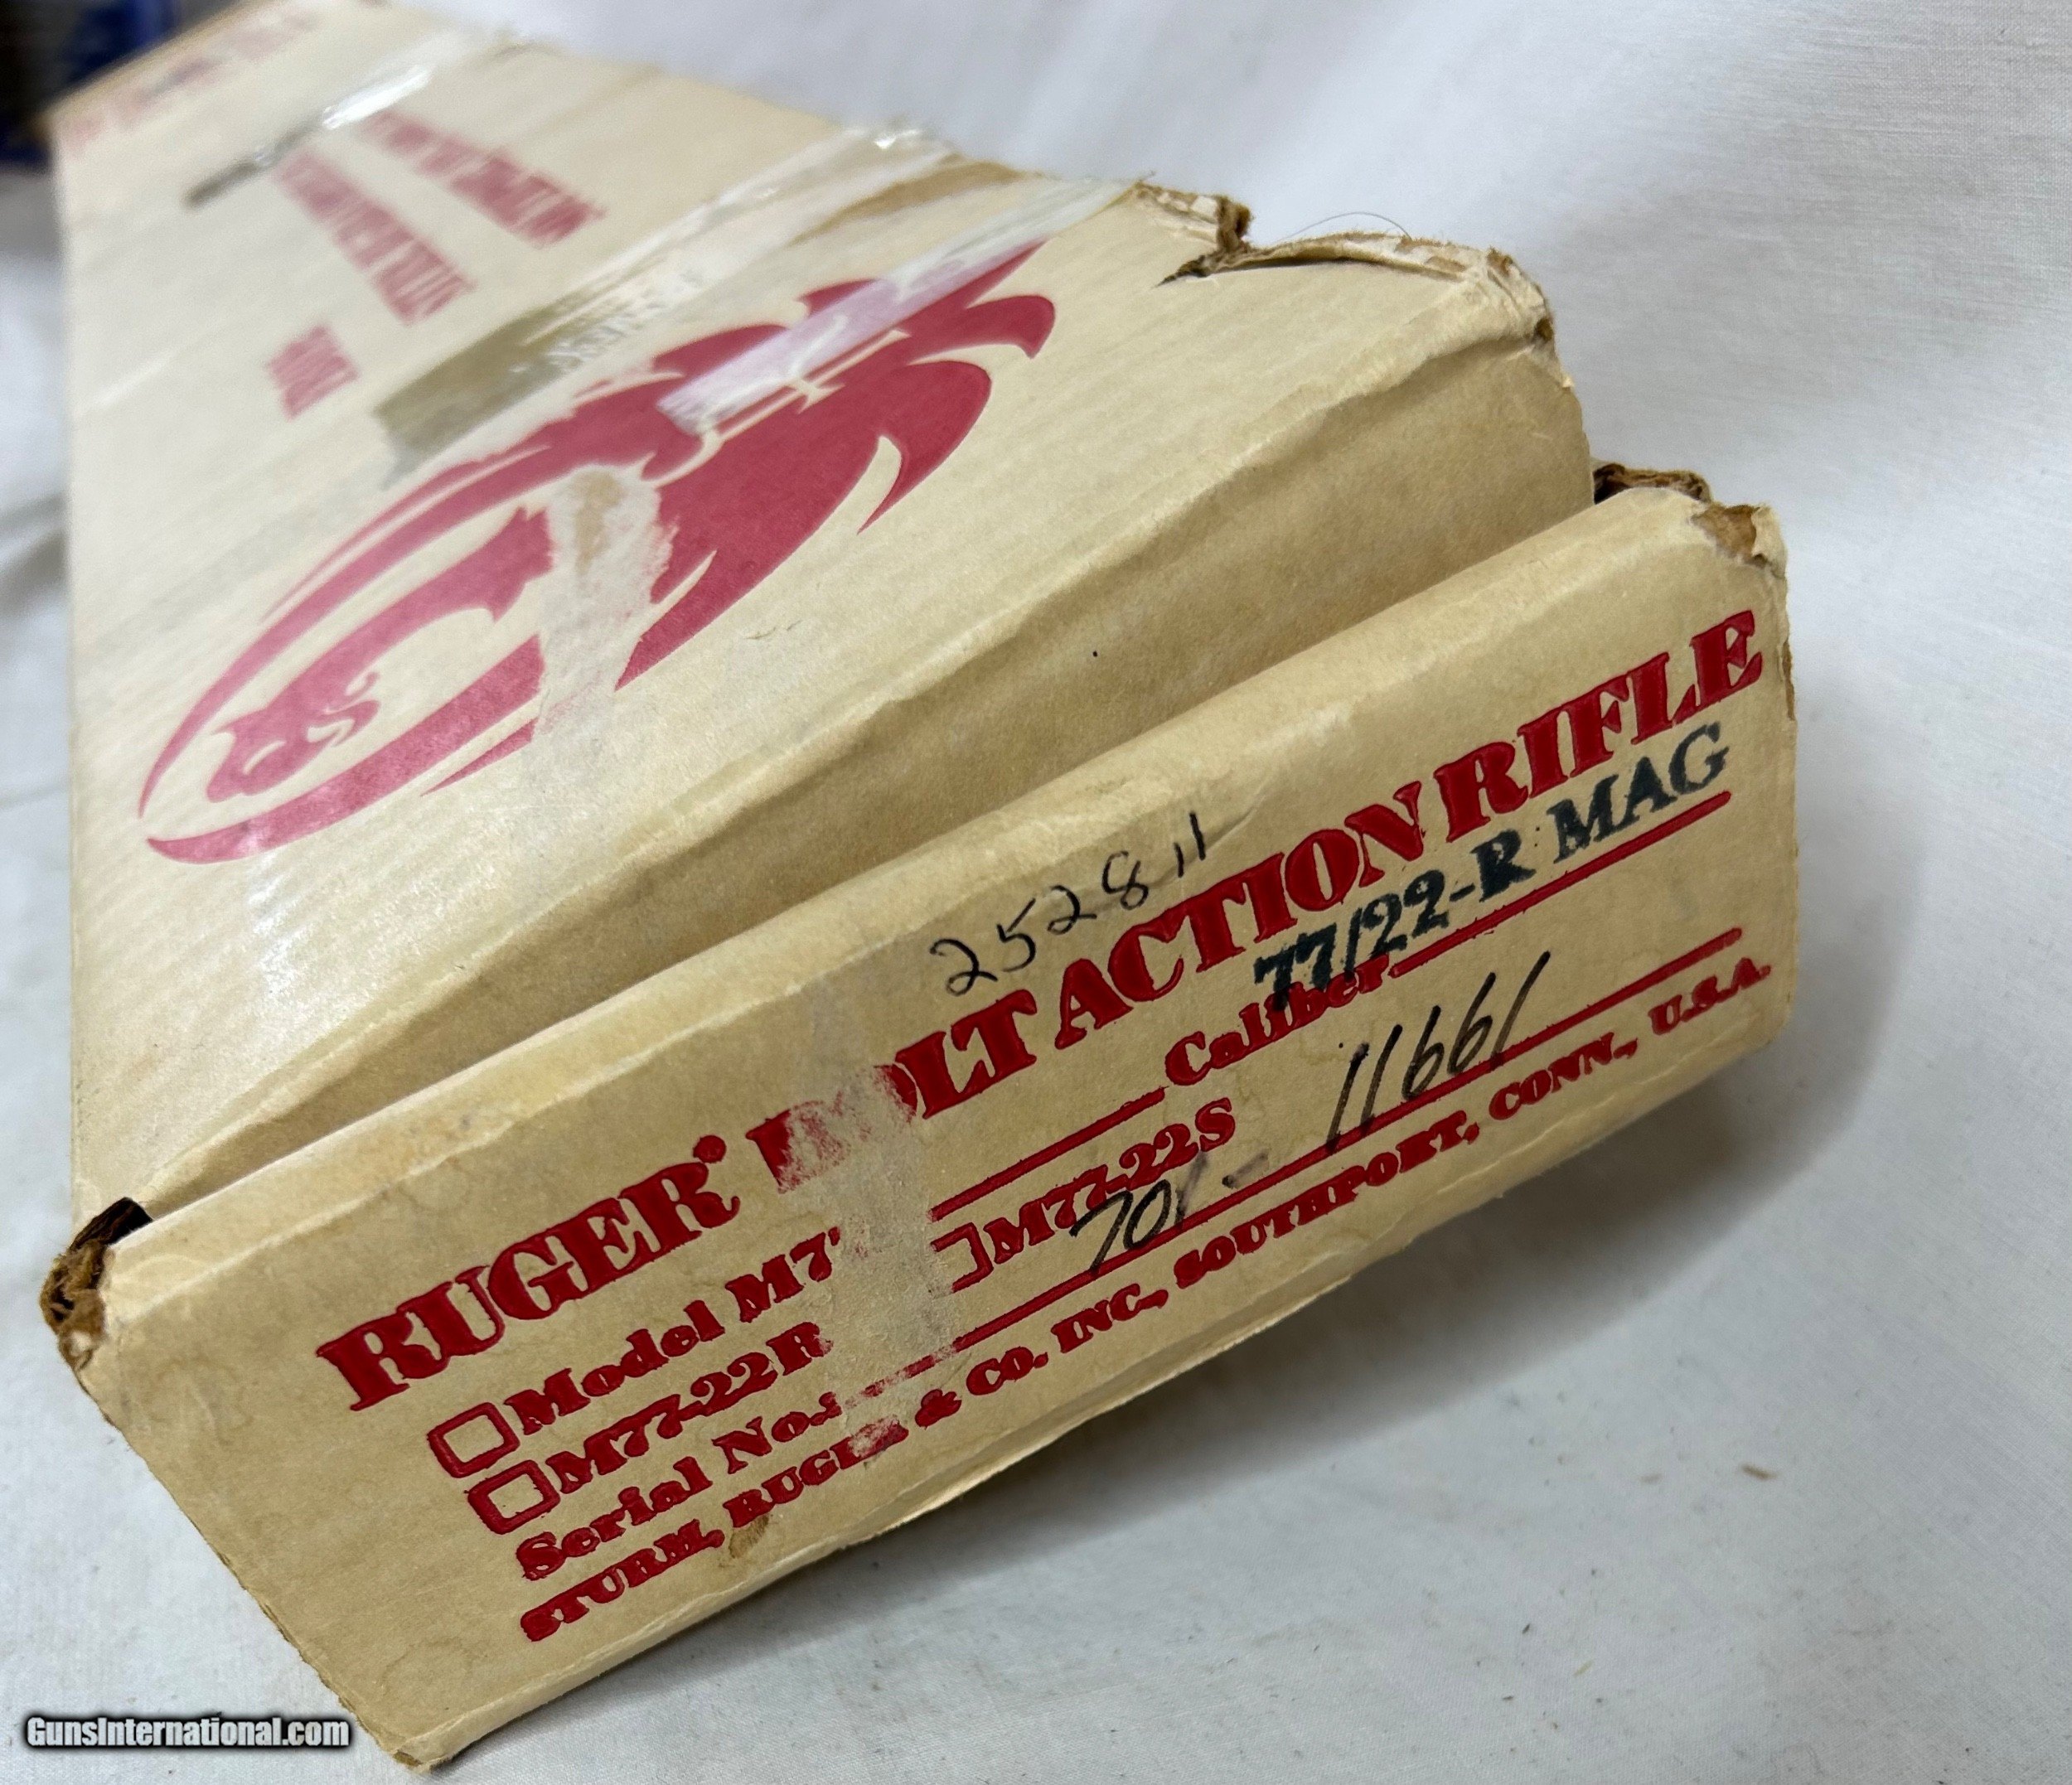 252811
RUGER® BOLT ACTION RIFLE
77/22-R MAG
Model M77 Caliber
M77-22R M77-22S
Serial No.: 701-11661
STURM, RUGER & CO. INC., SOUTHPORT, CONN., U.S.A.
GunsInternational.com